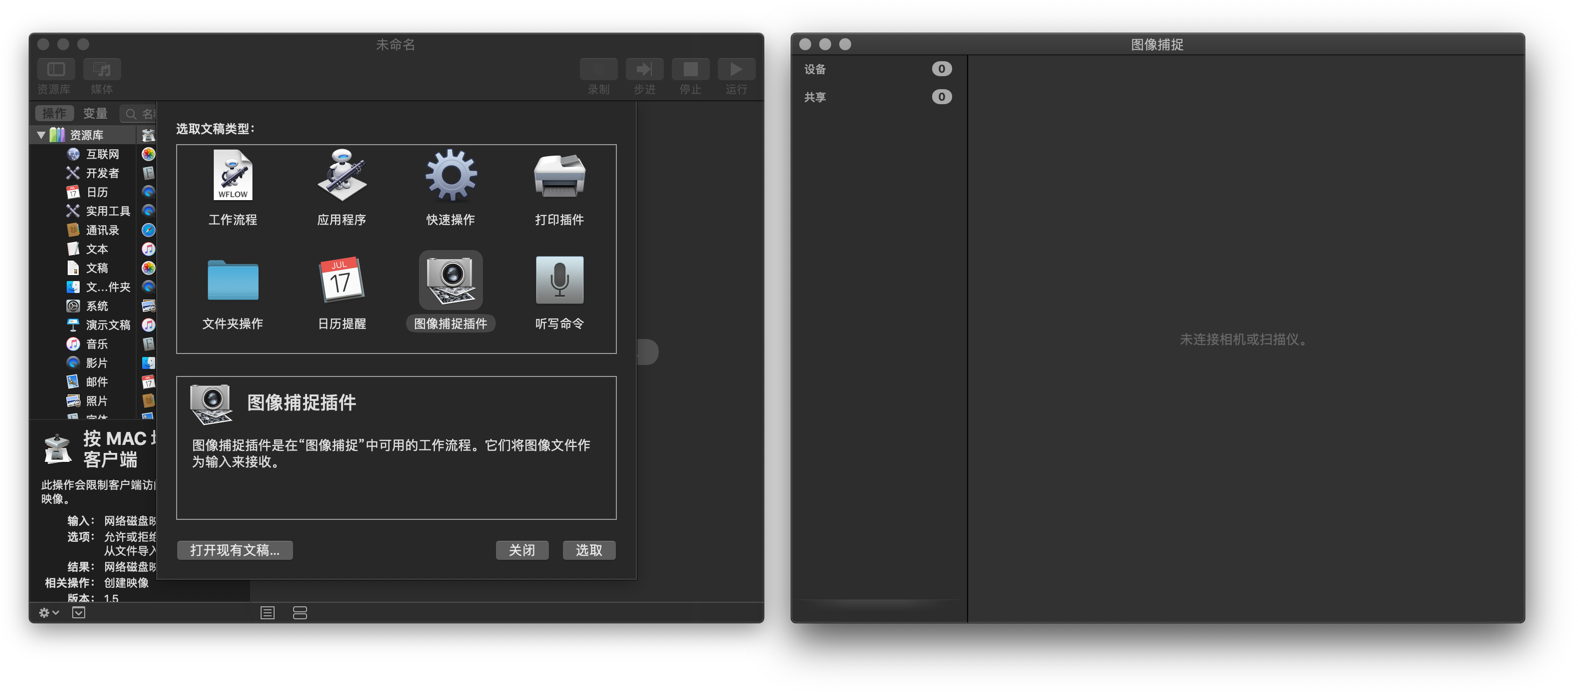 未命名
资源库
媒体
录制
步进
停止
运行
操作
变量
资源库
互联网
开发者
日历
实用工具
通讯录
文本
文稿
文...件夹
系统
演示文稿
音乐
影片
邮件
照片
按 MAC
客户端
此操作会限制客户端访
映像。
输入： 网络磁盘
选项： 允许或拒
从文件导入
结果： 网络磁盘
相关操作： 创建映像
版本： 1.5
选取文稿类型：
WFLOW
工作流程
应用程序
快速操作
打印插件
JUL
17
文件夹操作
日历提醒
图像捕捉插件
听写命令
图像捕捉插件
图像捕捉插件是在“图像捕捉”中可用的工作流程。它们将图像文件作
为输入来接收。
打开现有文稿...
关闭
选取
图像捕捉
设备 0
共享 0
未连接相机或扫描仪。